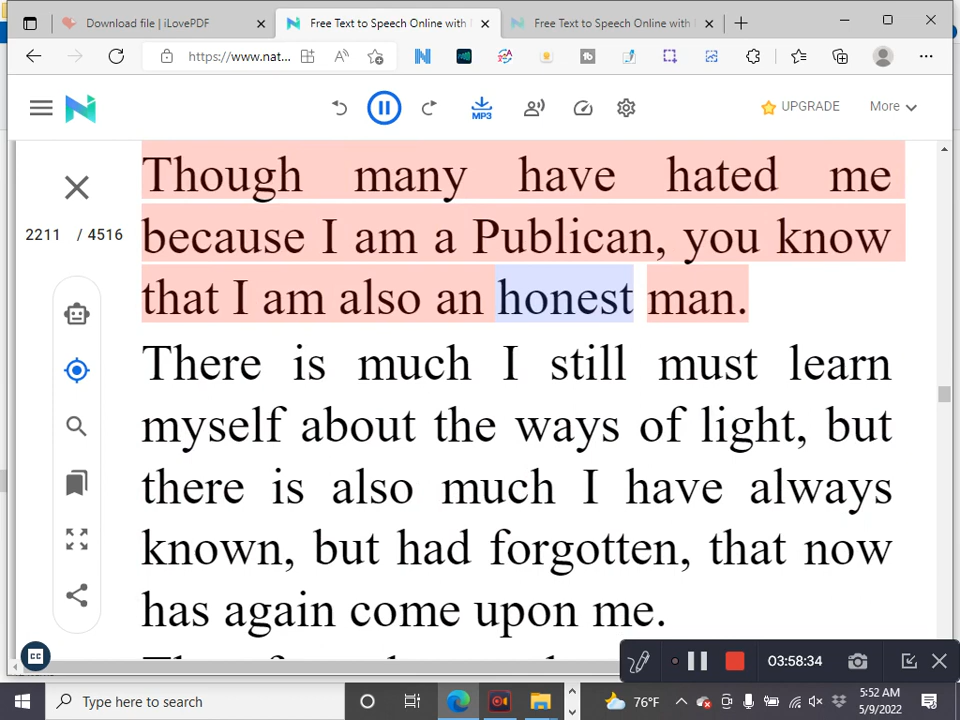 Download file | iLovePDF
Free Text to Speech Online with
Free Text to Speech Online with
https://www.nat...
MP3
UPGRADE
More
2211 / 4516
Though many have hated me
because I am a Publican, you know
that I am also an honest man.
There is much I still must learn
myself about the ways of light, but
there is also much I have always
known, but had forgotten, that now
has again come upon me.
CC
03:58:34
Type here to search
76°F
5:52 AM
5/9/2022